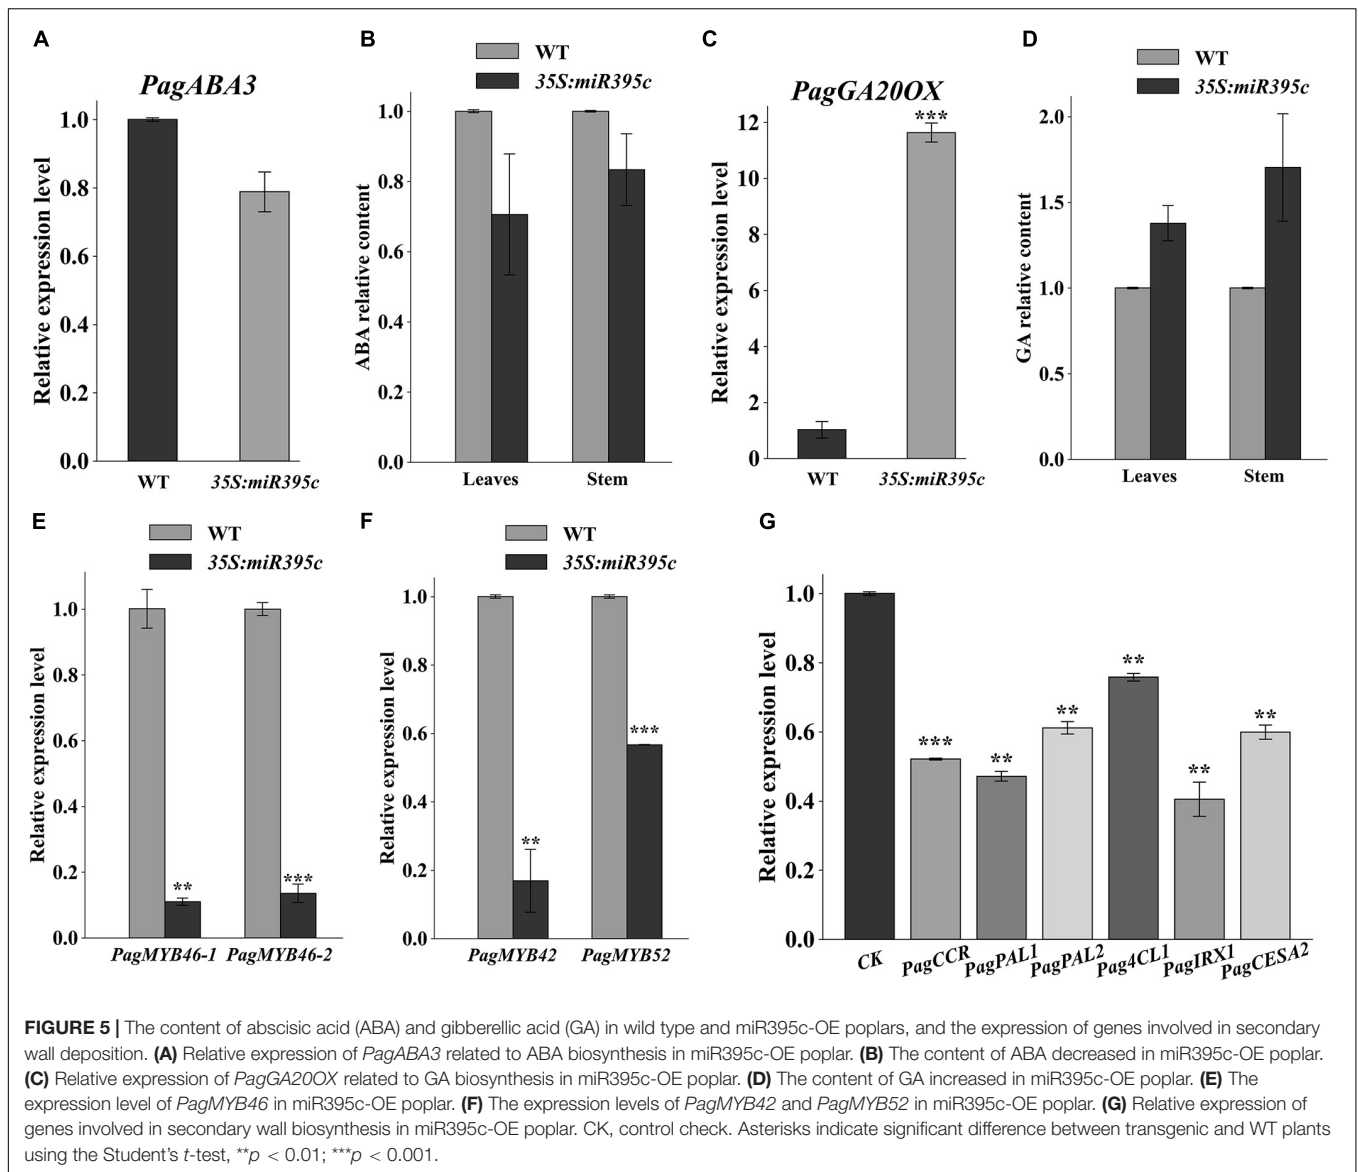 A
PagABA3
Relative expression level
1.0
0.8
0.6
0.4
0.2
0.0
WT
35S:miR395c
B
WT
35S:miR395c
ABA relative content
1.0
0.8
0.6
0.4
0.2
0.0
Leaves
Stem
C
PagGA20OX
Relative expression level
12
10
8
6
4
2
0
***
WT
35S:miR395c
D
WT
35S:miR395c
GA relative content
2.0
1.5
1.0
0.5
0.0
Leaves
Stem
E
WT
35S:miR395c
Relative expression level
1.0
0.8
0.6
0.4
0.2
0.0
**
***
PagMYB46-1
PagMYB46-2
F
WT
35S:miR395c
Relative expression level
1.0
0.8
0.6
0.4
0.2
0.0
**
***
PagMYB42
PagMYB52
G
Relative expression level
1.0
0.8
0.6
0.4
0.2
0.0
***
**
**
**
**
**
CK
PagCCR
PagPAL1
PagPAL2
Pag4CL1
PagIRX1
PagCESA2
FIGURE 5 | The content of abscisic acid (ABA) and gibberellic acid (GA) in wild type and miR395c-OE poplars, and the expression of genes involved in secondary
wall deposition. (A) Relative expression of PagABA3 related to ABA biosynthesis in miR395c-OE poplar. (B) The content of ABA decreased in miR395c-OE poplar.
(C) Relative expression of PagGA20OX related to GA biosynthesis in miR395c-OE poplar. (D) The content of GA increased in miR395c-OE poplar. (E) The
expression level of PagMYB46 in miR395c-OE poplar. (F) The expression levels of PagMYB42 and PagMYB52 in miR395c-OE poplar. (G) Relative expression of
genes involved in secondary wall biosynthesis in miR395c-OE poplar. CK, control check. Asterisks indicate significant difference between transgenic and WT plants
using the Student's t-test, **p < 0.01; ***p < 0.001.